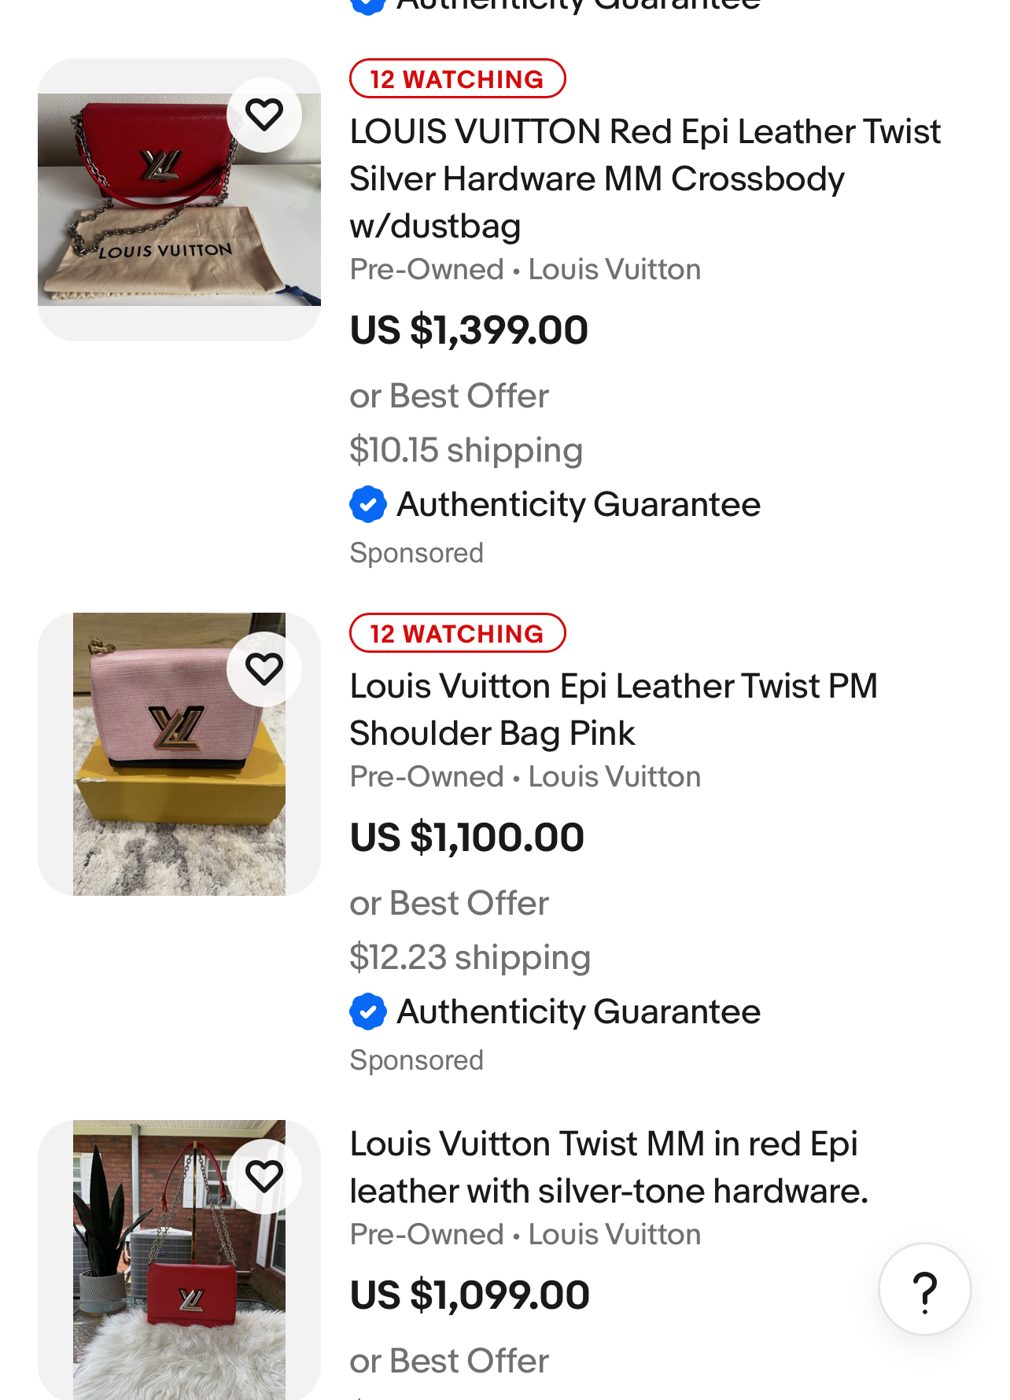 Authenticity Guarantee
12 WATCHING
LOUIS VUITTON Red Epi Leather Twist
Silver Hardware MM Crossbody
w/dustbag
Pre-Owned • Louis Vuitton
US $1,399.00
or Best Offer
$10.15 shipping
Authenticity Guarantee
Sponsored
LOUIS VUITTON
12 WATCHING
Louis Vuitton Epi Leather Twist PM
Shoulder Bag Pink
Pre-Owned • Louis Vuitton
US $1,100.00
or Best Offer
$12.23 shipping
Authenticity Guarantee
Sponsored
Louis Vuitton Twist MM in red Epi
leather with silver-tone hardware.
Pre-Owned • Louis Vuitton
US $1,099.00
or Best Offer
?